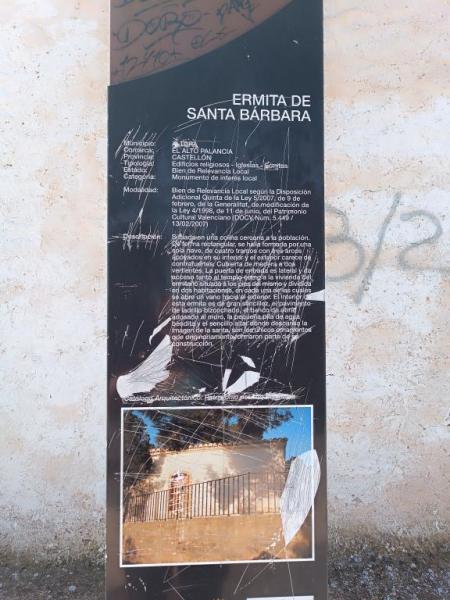 ERMITA DE
SANTA BÁRBARA
Municipio:
Comarca: EL ALTO PALANCIA
Provincia: CASTELLÓN
Tipología: Edificios religiosos - Iglesias - Ermitas
Estado: Bien de Relevancia Local
Categoría: Monumento de interés local
Modalidad: Bien de Relevancia Local según la Disposición
Adicional Quinta de la Ley 5/2007, de 9 de
febrero, de la Generalitat, de modificación de
la Ley 4/1998, de 11 de junio, del Patrimonio
Cultural Valenciano (DOCV Núm. 5.449 /
13/02/2007)
Descripción: Situada en una colina cercana a la población.
De forma rectangular, se halla formada por una
sola nave, de cuatro tramos con tres arcos
apoyados en su interior y el exterior carece de
contrafuertes. Cubierta de madera a dos
vertientes. La puerta de entrada es lateral y da
acceso tanto al templo como a la vivienda del
ermitaño situada a los pies del mismo y dividida
en dos habitaciones, en cada una de las cuales
se abre un vano hacia el exterior. El interior de
esta ermita es de gran sencillez, el pavimento
de ladrillo bizcochado, el tiende de obra
adosado al muro, la pequeña pila de agua
bendita y el sencillo altar donde descansa la
imagen de la santa, son los únicos ornamentos
que originariamente formaron parte de su
construcción.
Catálogo Arquitectónico.